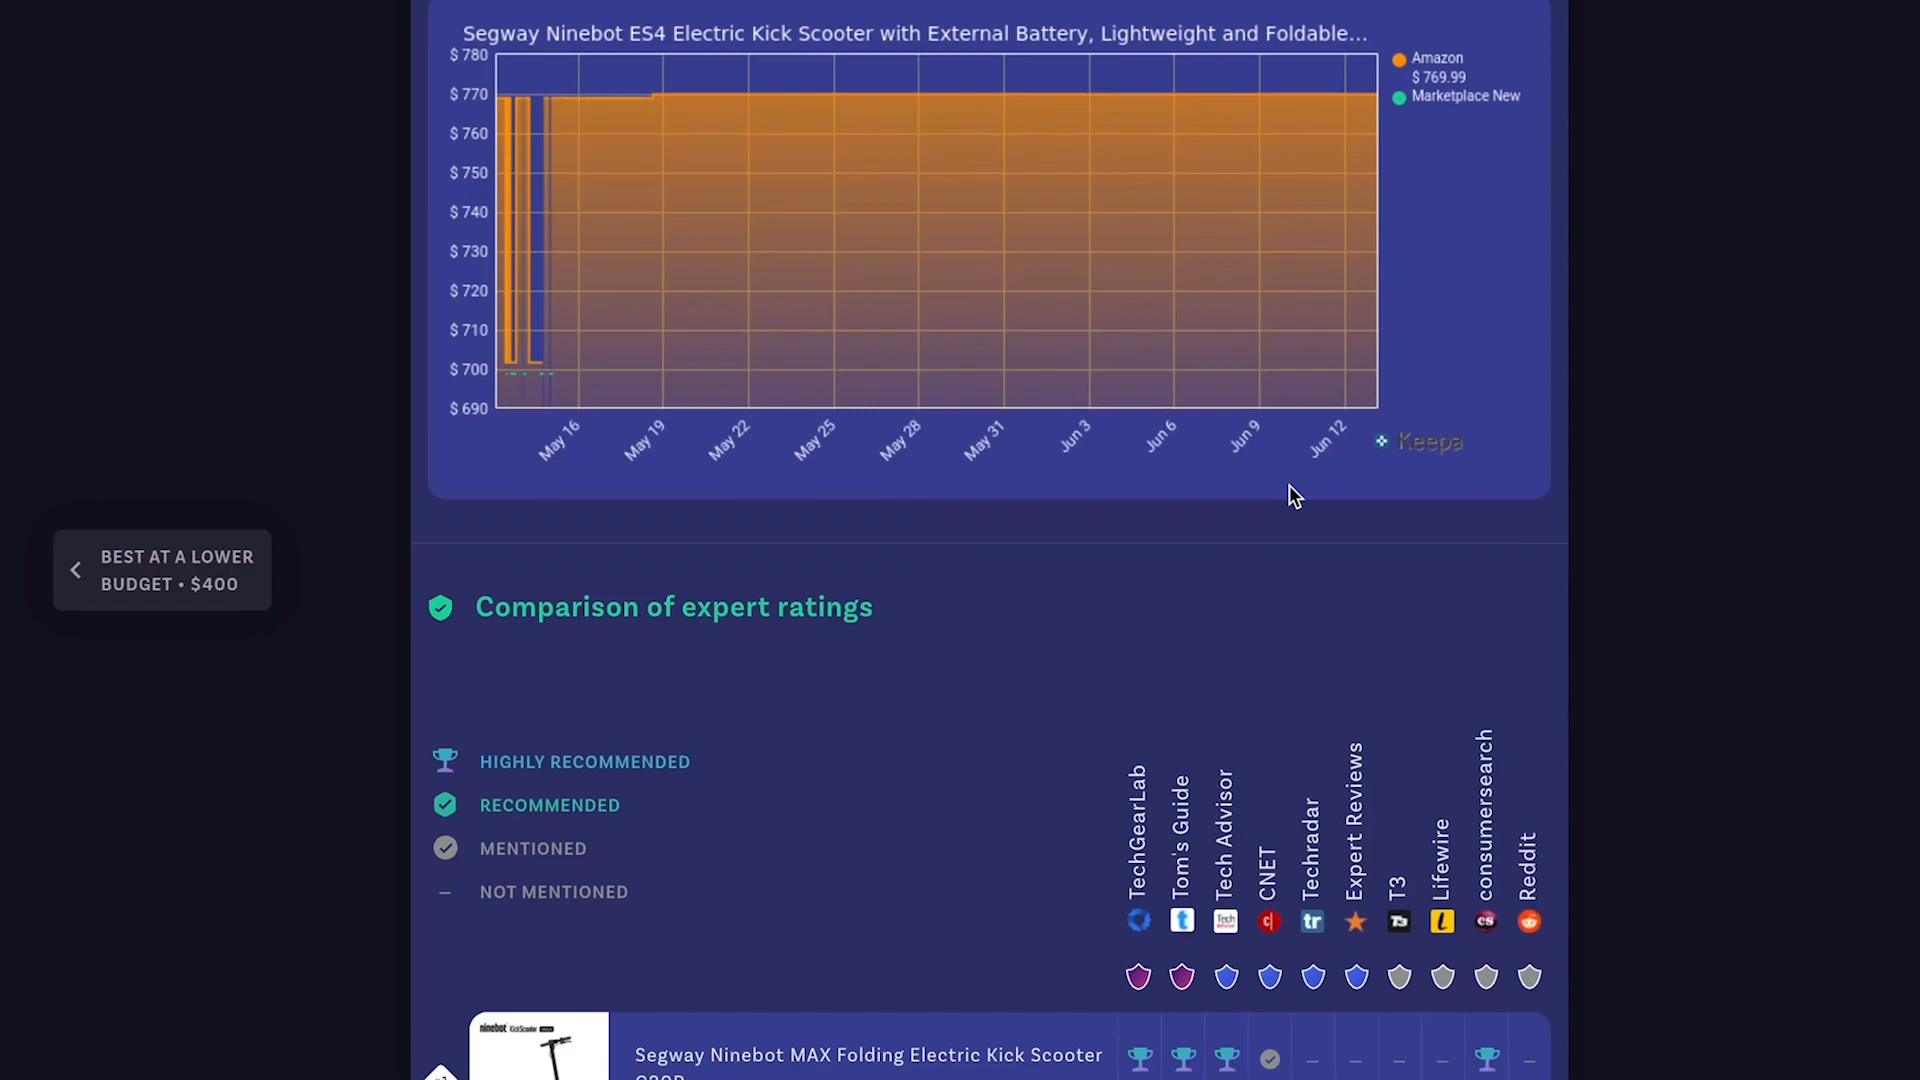 Segway Ninebot ES4 Electric Kick Scooter with External Battery, Lightweight and Foldable...
$ 780
$ 770
$ 760
$ 750
$ 740
$ 730
$ 720
$ 710
$ 700
$ 690
May 16
May 19
May 22
May 25
May 28
May 31
Jun 3
Jun 6
Jun 9
Jun 12
Amazon
$ 769.99
Marketplace New
Keepa
BEST AT A LOWER
BUDGET • $400
Comparison of expert ratings
HIGHLY RECOMMENDED
RECOMMENDED
MENTIONED
NOT MENTIONED
TechGearLab
Tom's Guide
Tech Advisor
CNET
Techradar
Expert Reviews
T3
Lifewire
consumersearch
Reddit
ninebot KickScooter
Segway Ninebot MAX Folding Electric Kick Scooter